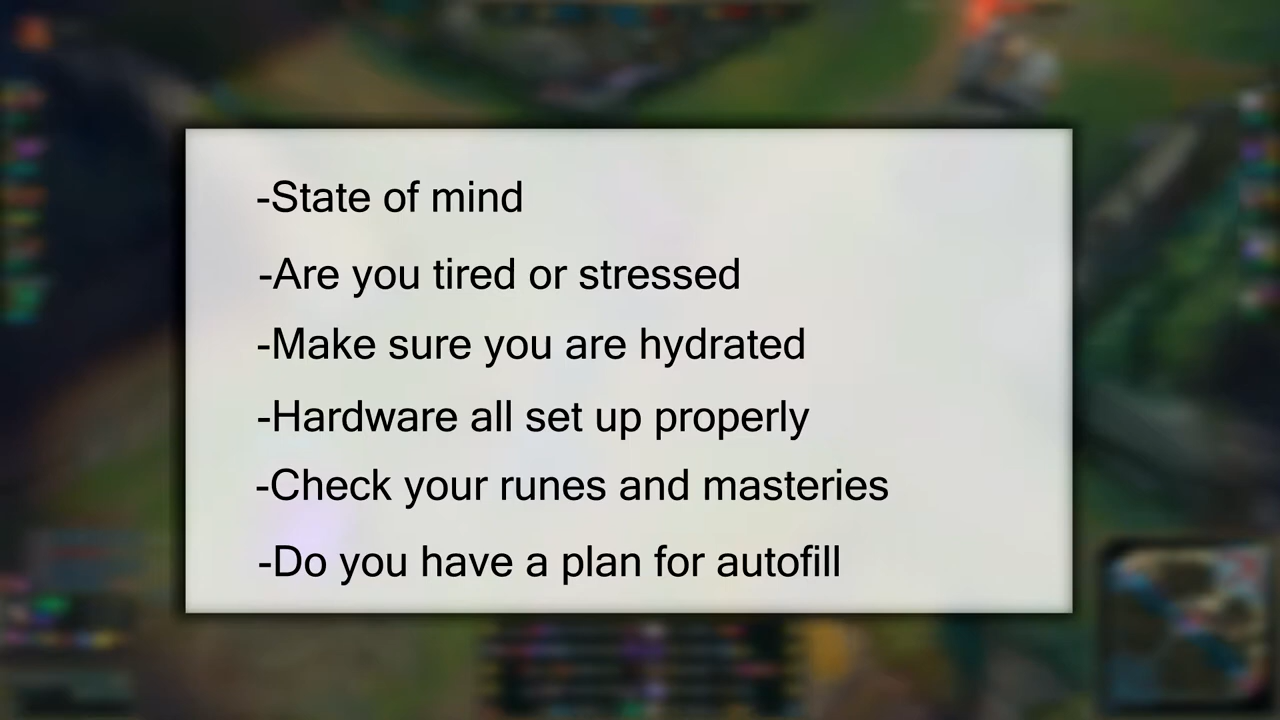 -State of mind
-Are you tired or stressed
-Make sure you are hydrated
-Hardware all set up properly
-Check your runes and masteries
-Do you have a plan for autofill